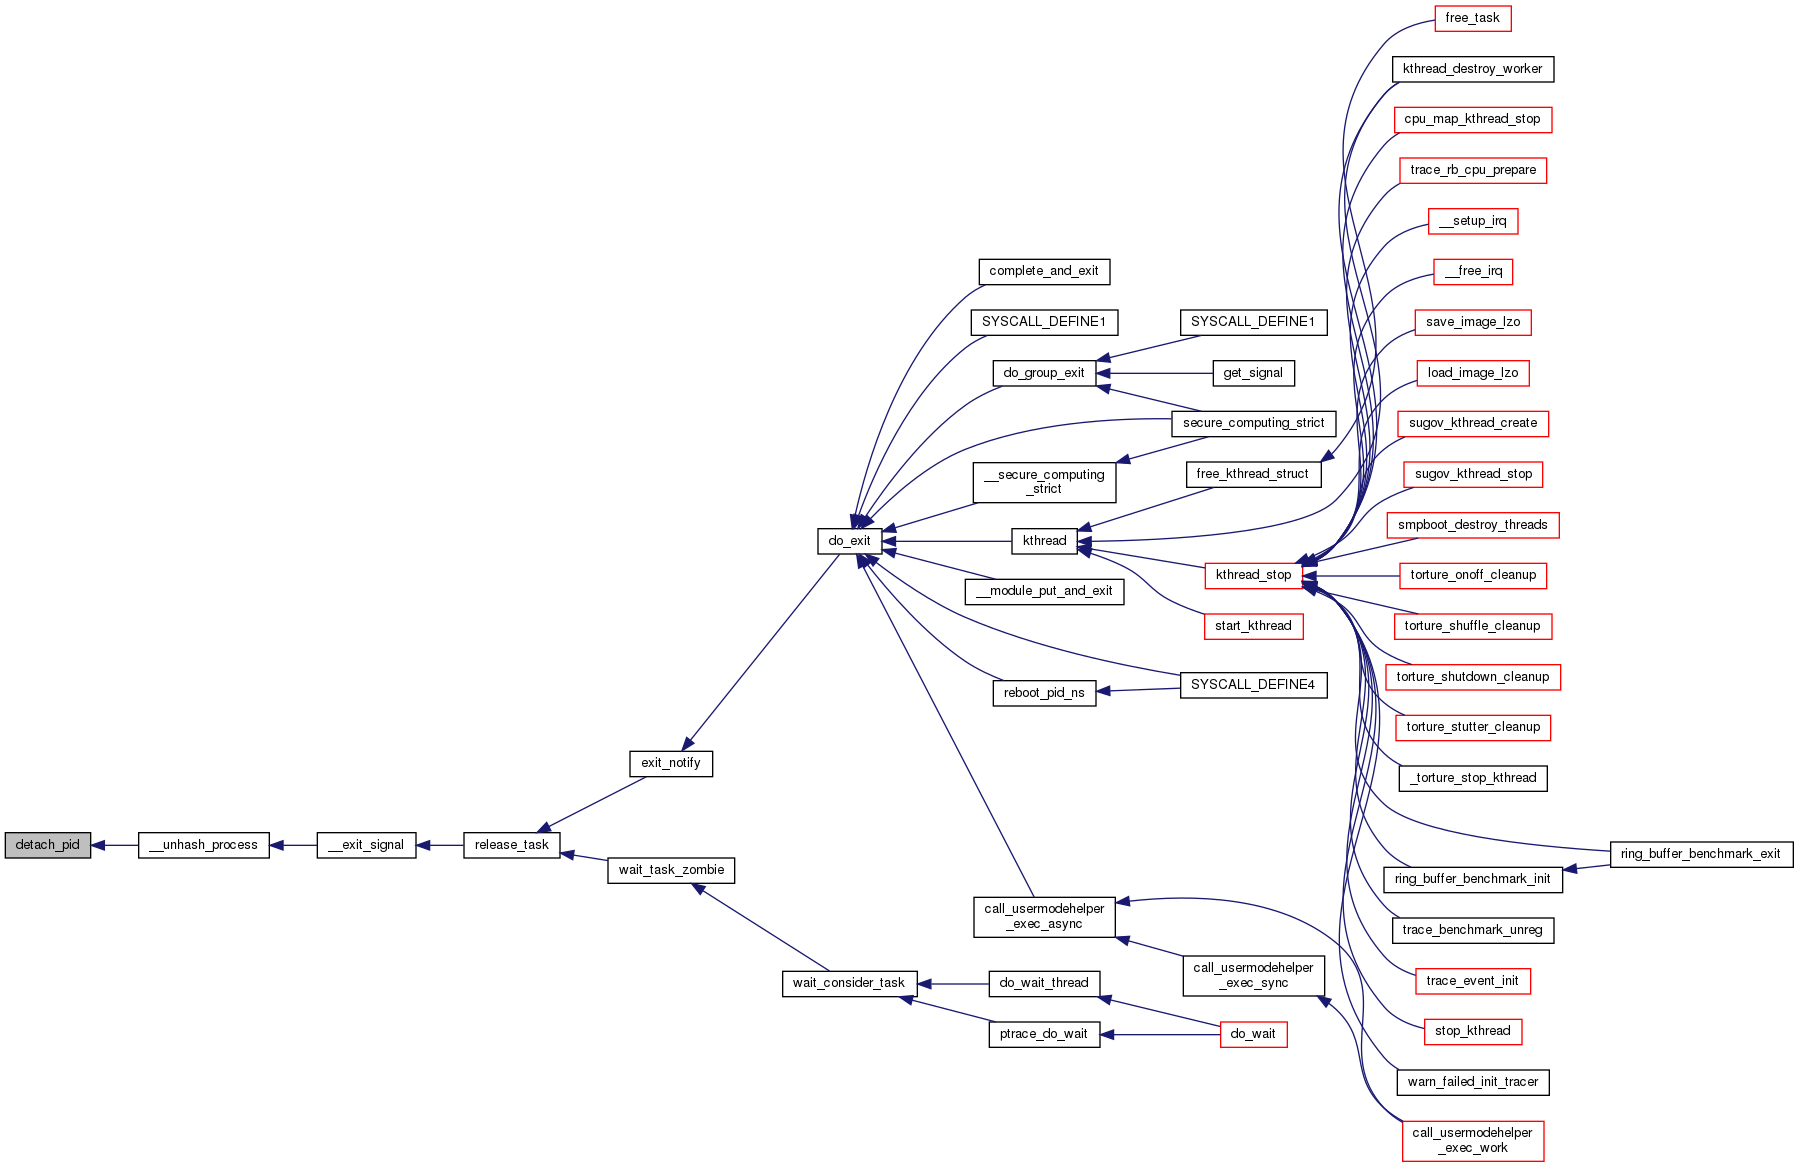 free_task
kthread_destroy_worker
cpu_map_kthread_stop
trace_rb_cpu_prepare
__setup_irq
__free_irq
complete_and_exit
SYSCALL_DEFINE1
SYSCALL_DEFINE1
save_image_lzo
do_group_exit
get_signal
load_image_lzo
secure_computing_strict
sugov_kthread_create
__secure_computing
_strict
free_kthread_struct
sugov_kthread_stop
smpboot_destroy_threads
do_exit
kthread
kthread_stop
torture_onoff_cleanup
__module_put_and_exit
start_kthread
torture_shuffle_cleanup
torture_shutdown_cleanup
reboot_pid_ns
SYSCALL_DEFINE4
torture_stutter_cleanup
exit_notify
_torture_stop_kthread
detach_pid
__unhash_process
__exit_signal
release_task
ring_buffer_benchmark_exit
wait_task_zombie
ring_buffer_benchmark_init
call_usermodehelper
_exec_async
trace_benchmark_unreg
call_usermodehelper
_exec_sync
wait_consider_task
do_wait_thread
trace_event_init
ptrace_do_wait
do_wait
stop_kthread
warn_failed_init_tracer
call_usermodehelper
_exec_work